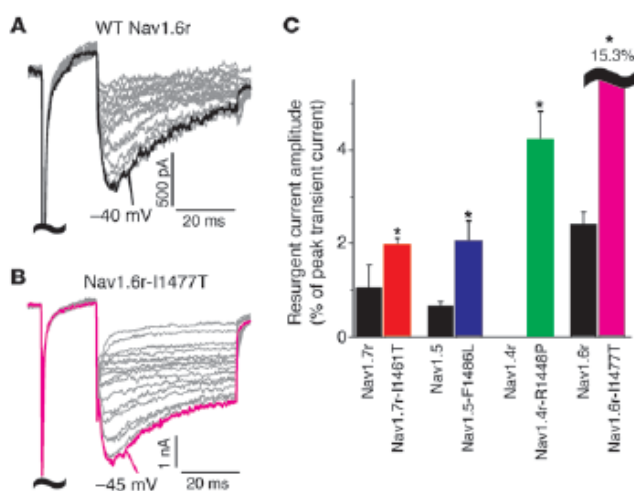 A
WT Nav1.6r
500 pA
−40 mV
20 ms
B
Nav1.6r-I1477T
1 nA
−45 mV
20 ms
C
*
15.3%
Resurgent current amplitude
(% of peak transient current)
4
2
0
*
*
*
Nav1.7r
Nav1.7r-I1461T
Nav1.5
Nav1.5-F1486L
Nav1.4r
Nav1.4r-R1448P
Nav1.6r
Nav1.6r-I1477T